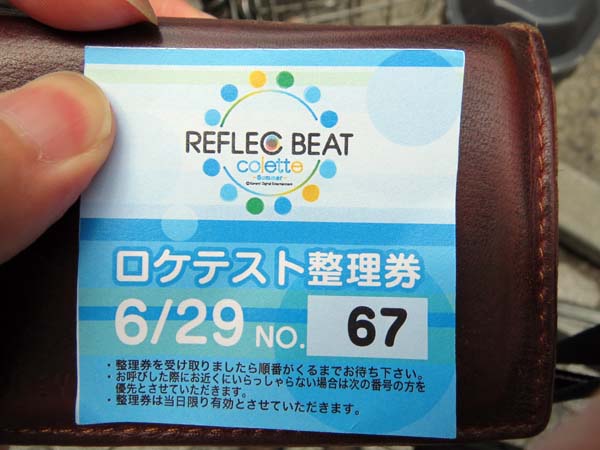 REFLEC BEAT
colette
-Summer-
©Konami Digital Entertainment
ロケテスト整理券
6/29 NO. 67
・整理券を受け取りましたら順番がくるまでお待ち下さい。
・お呼びした際にお近くにいらっしゃらない場合は次の番号の方を
優先とさせていただきます。
・整理券は当日限り有効とさせていただきます。